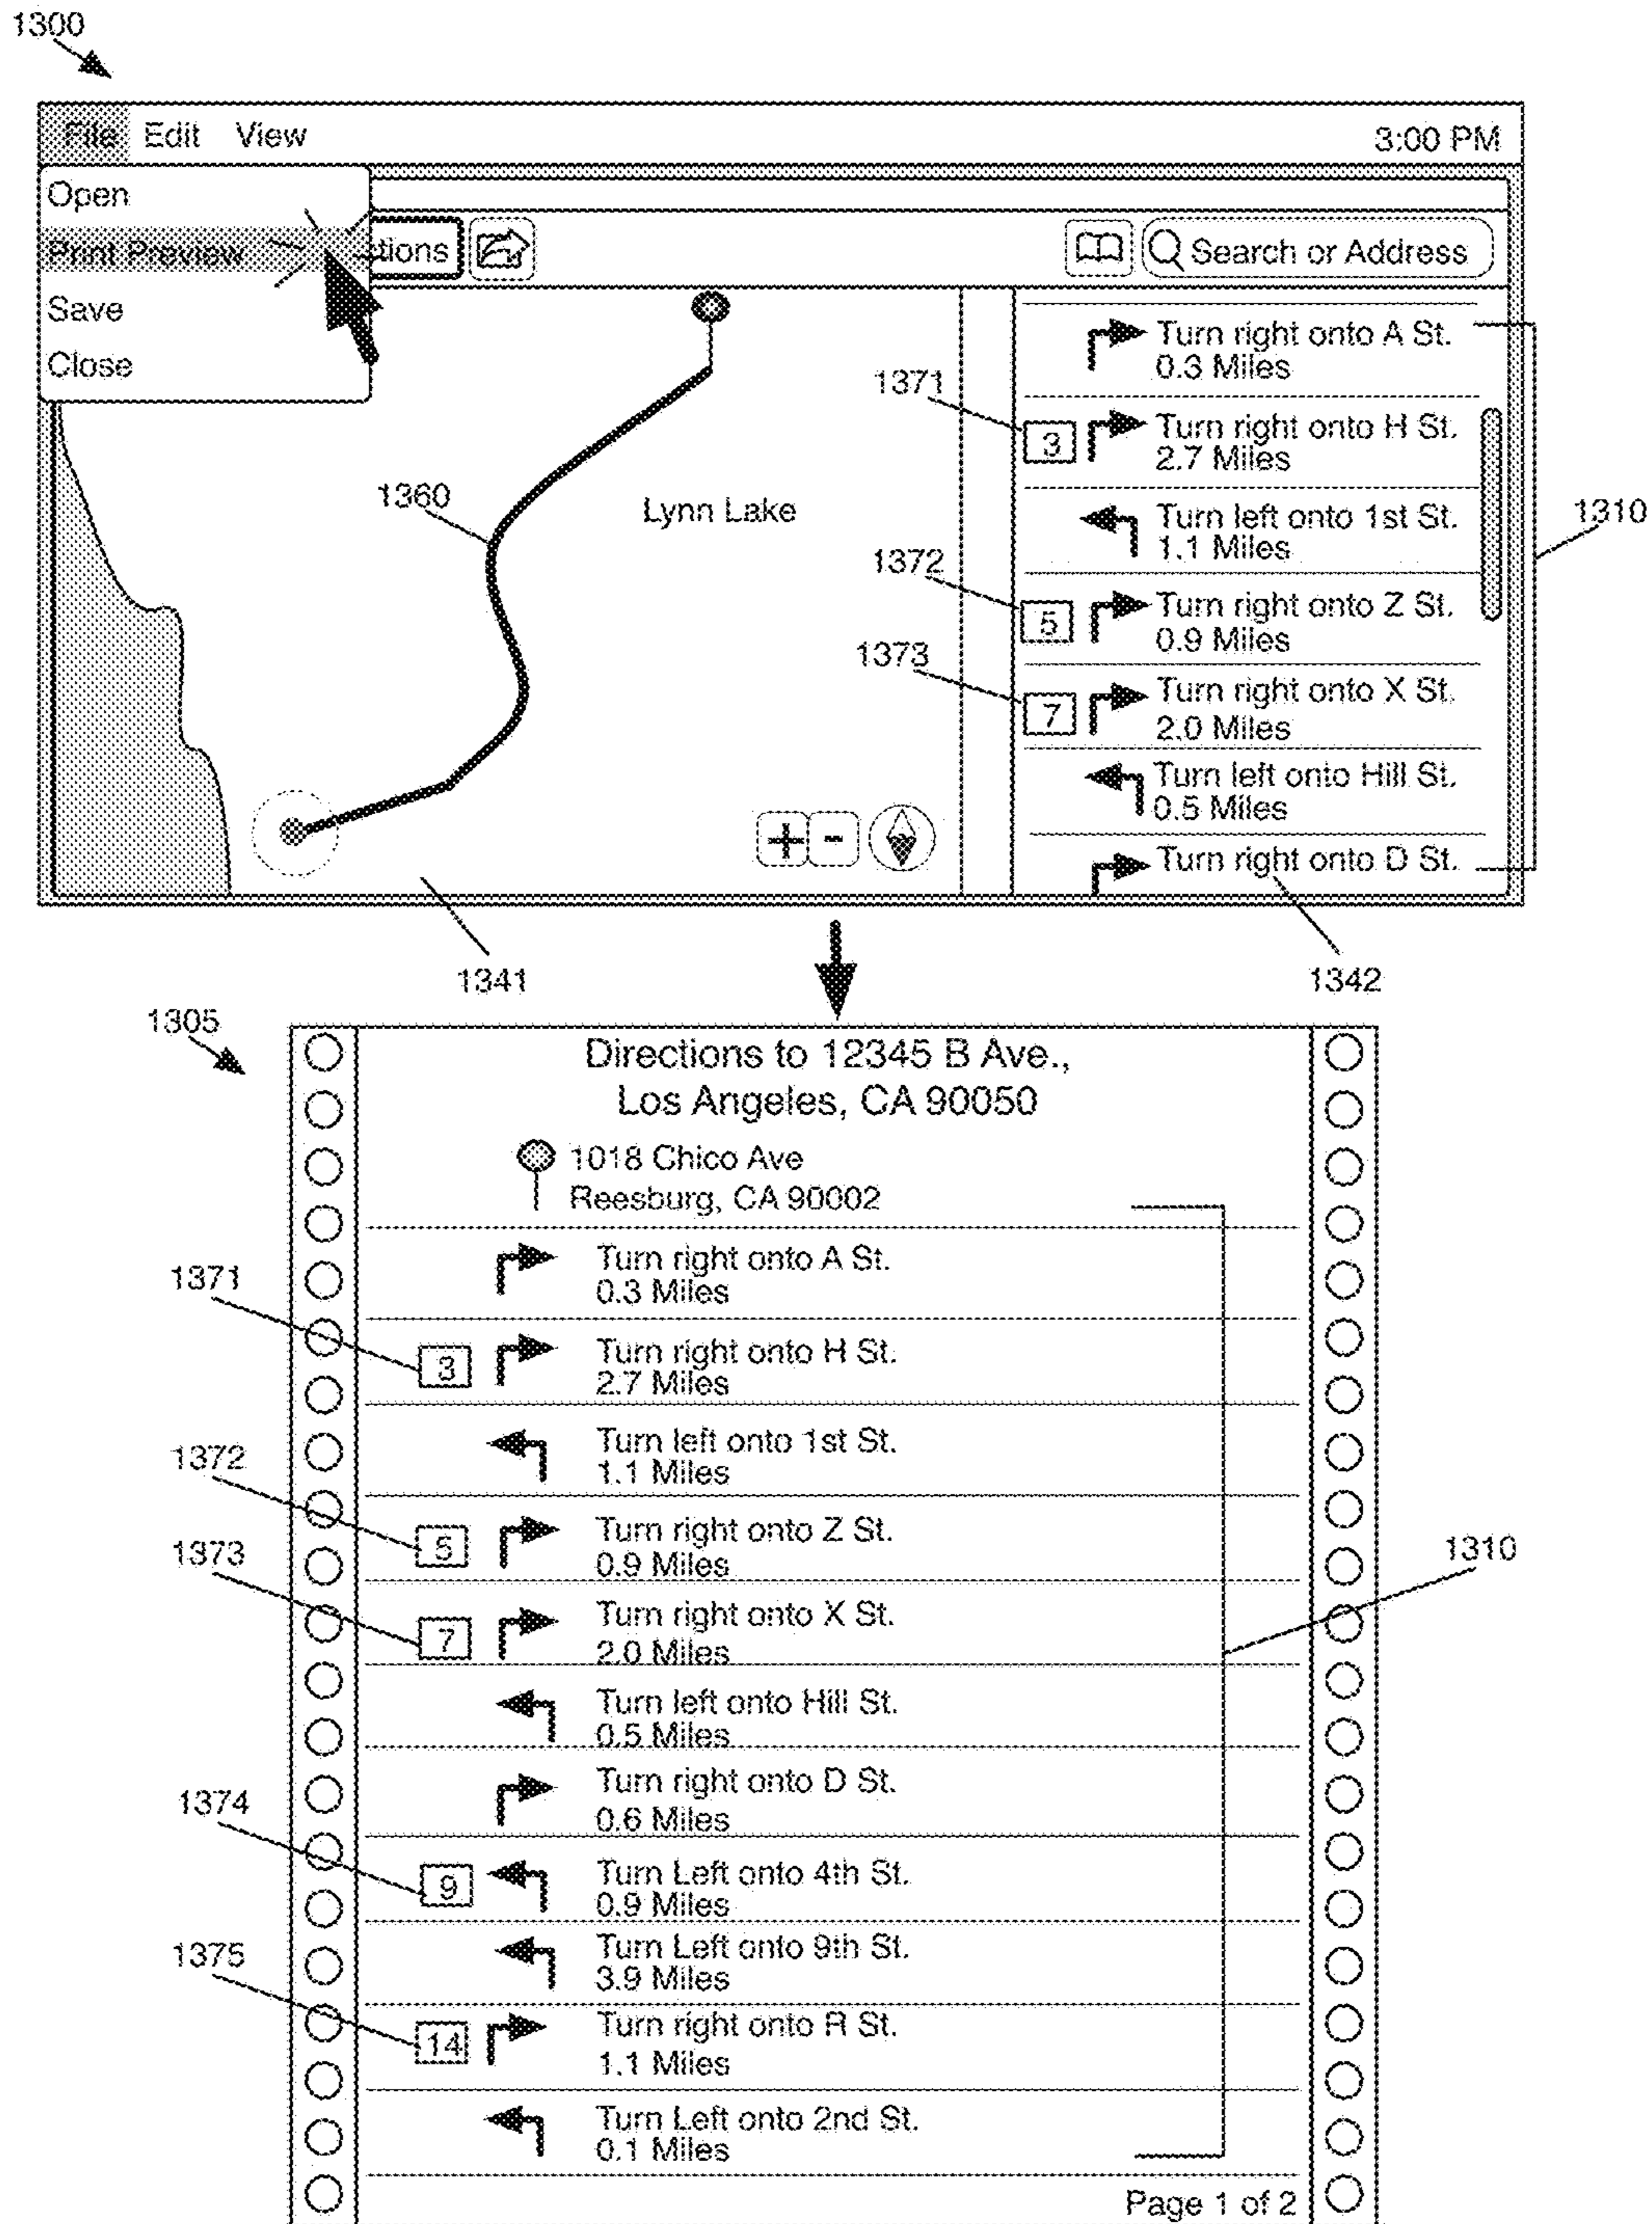 1300
File Edit View 3:00 PM
Open
Print Preview
Save
Close
ctions
Search or Address
Turn right onto A St.
0.3 Miles
1371
3
Turn right onto H St.
2.7 Miles
1360
Lynn Lake
Turn left onto 1st St.
1.1 Miles
1310
1372
5
Turn right onto Z St.
0.9 Miles
1373
7
Turn right onto X St.
2.0 Miles
Turn left onto Hill St.
0.5 Miles
+ -
Turn right onto D St.
1341
1342
1305
Directions to 12345 B Ave.,
Los Angeles, CA 90050
1018 Chico Ave
Reesburg, CA 90002
Turn right onto A St.
0.3 Miles
1371
3
Turn right onto H St.
2.7 Miles
Turn left onto 1st St.
1.1 Miles
1372
5
Turn right onto Z St.
0.9 Miles
1373
1310
7
Turn right onto X St.
2.0 Miles
Turn left onto Hill St.
0.5 Miles
Turn right onto D St.
0.6 Miles
1374
9
Turn Left onto 4th St.
0.9 Miles
Turn Left onto 9th St.
3.9 Miles
1375
14
Turn right onto R St.
1.1 Miles
Turn Left onto 2nd St.
0.1 Miles
Page 1 of 2